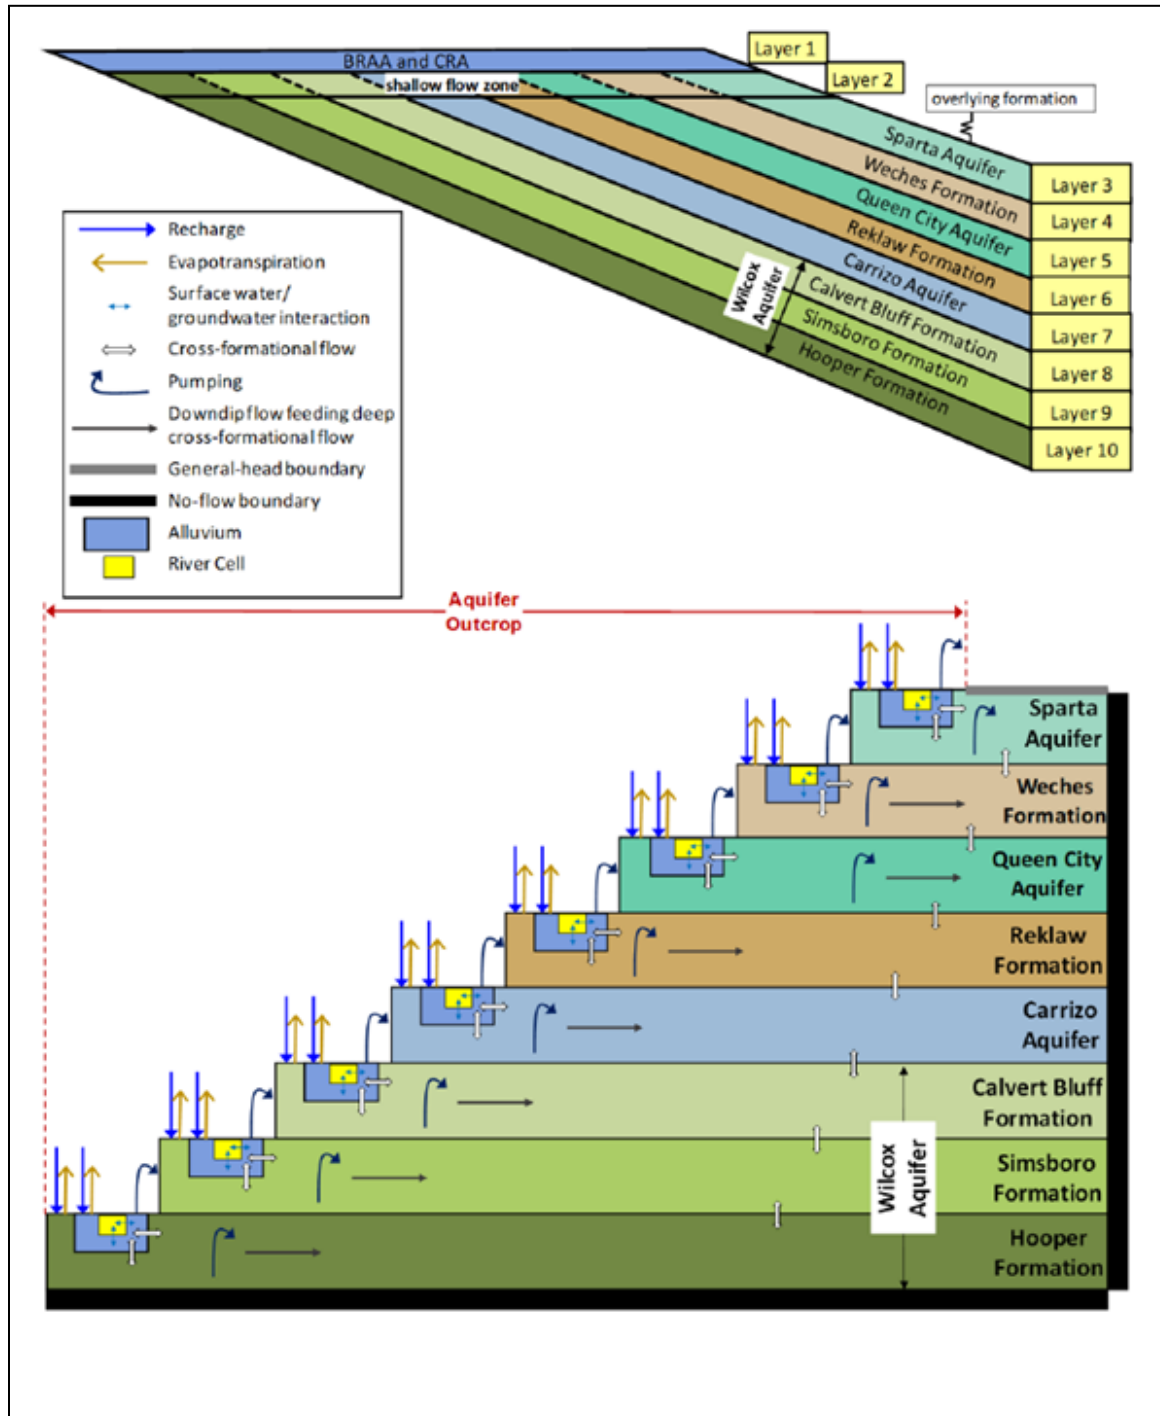 Layer 1
BRAA and CRA
Layer 2
shallow flow zone
overlying formation
Sparta Aquifer
Layer 3
Weches Formation
Layer 4
Queen City Aquifer
Layer 5
Reklaw Formation
Layer 6
Carrizo Aquifer
Layer 7
Calvert Bluff Formation
Layer 8
Simsboro Formation
Layer 9
Hooper Formation
Layer 10
Wilcox
Aquifer
Recharge
Evapotranspiration
Surface water/
groundwater interaction
Cross-formational flow
Pumping
Downdip flow feeding deep
cross-formational flow
General-head boundary
No-flow boundary
Alluvium
River Cell
Aquifer
Outcrop
Sparta
Aquifer
Weches
Formation
Queen City
Aquifer
Reklaw
Formation
Carrizo
Aquifer
Calvert Bluff
Formation
Simsboro
Formation
Hooper
Formation
Wilcox
Aquifer